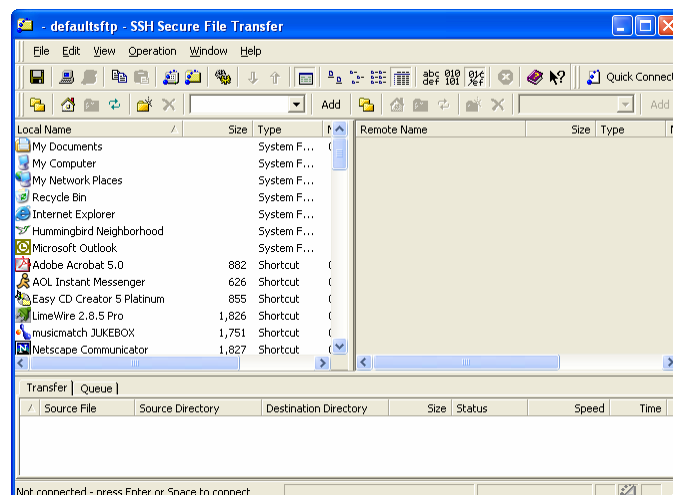 - defaultsftp - SSH Secure File Transfer
File Edit View Operation Window Help
abc def 010 101 Quick Connect
Add Add
Local Name / Size Type
Remote Name Size Type
My Documents System F...
My Computer System F...
My Network Places System F...
Recycle Bin System F...
Internet Explorer System F...
Hummingbird Neighborhood System F...
Microsoft Outlook System F...
Adobe Acrobat 5.0 882 Shortcut
AOL Instant Messenger 626 Shortcut
Easy CD Creator 5 Platinum 855 Shortcut
LimeWire 2.8.5 Pro 1,826 Shortcut
musicmatch JUKEBOX 1,751 Shortcut
Netscape Communicator 1,827 Shortcut
Transfer Queue
/ Source File Source Directory Destination Directory Size Status Speed Time
Not connected - press Enter or Space to connect